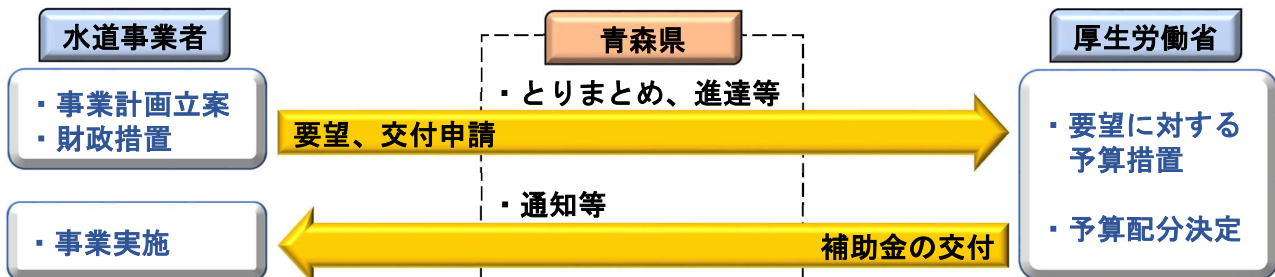 水道事業者
青森県
厚生労働省
・事業計画立案
・財政措置
・とりまとめ、進達等
要望、交付申請
・要望に対する
予算措置
・通知等
・事業実施
補助金の交付
・予算配分決定